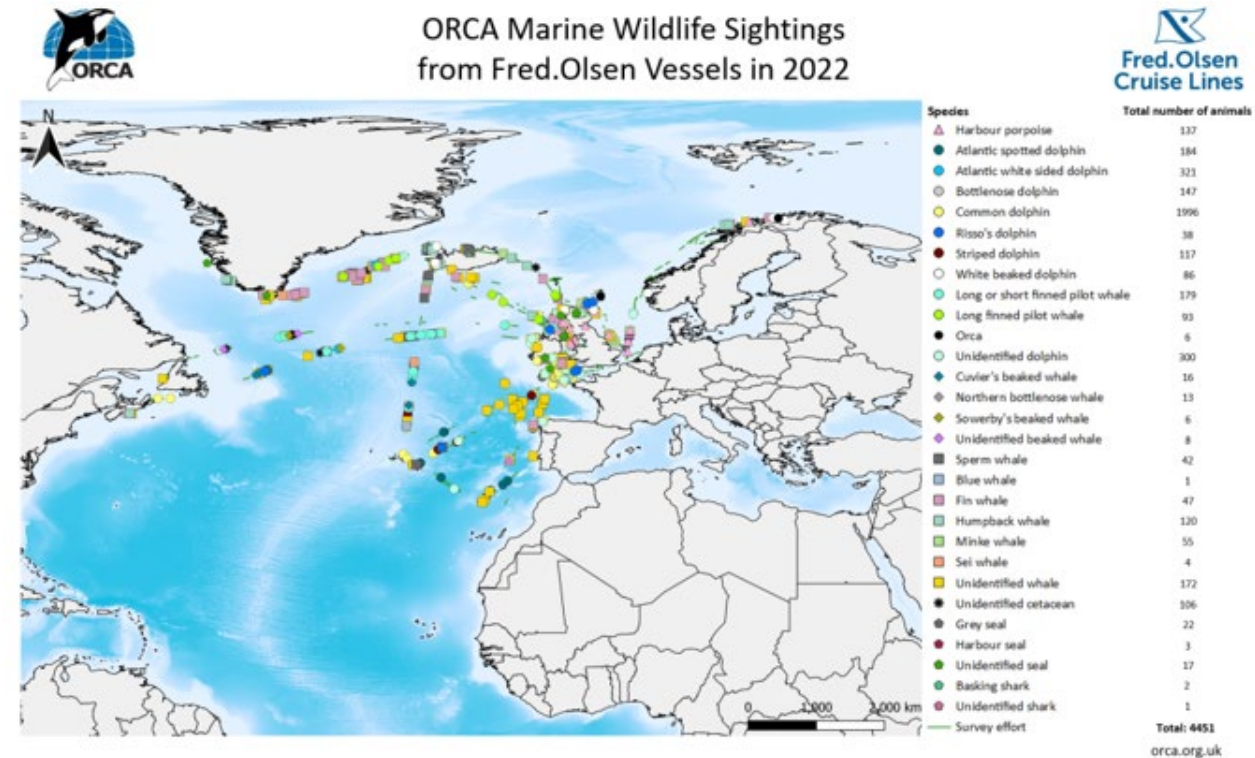 ORCA Marine Wildlife Sightings
from Fred.Olsen Vessels in 2022
ORCA
Fred.Olsen
Cruise Lines
N
Species Total number of animals
Harbour porpoise 137
Atlantic spotted dolphin 184
Atlantic white sided dolphin 321
Bottlenose dolphin 147
Common dolphin 1996
Risso's dolphin 38
Striped dolphin 117
White beaked dolphin 86
Long or short finned pilot whale 179
Long finned pilot whale 93
Orca 6
Unidentified dolphin 300
Cuvier's beaked whale 16
Northern bottlenose whale 13
Sowerby's beaked whale 6
Unidentified beaked whale 8
Sperm whale 42
Blue whale 1
Fin whale 47
Humpback whale 120
Minke whale 55
Sei whale 4
Unidentified whale 172
Unidentified cetacean 106
Grey seal 22
Harbour seal 3
Unidentified seal 17
Basking shark 2
Unidentified shark 1
Survey effort Total: 4451
0 1,000 2,000 km
orca.org.uk